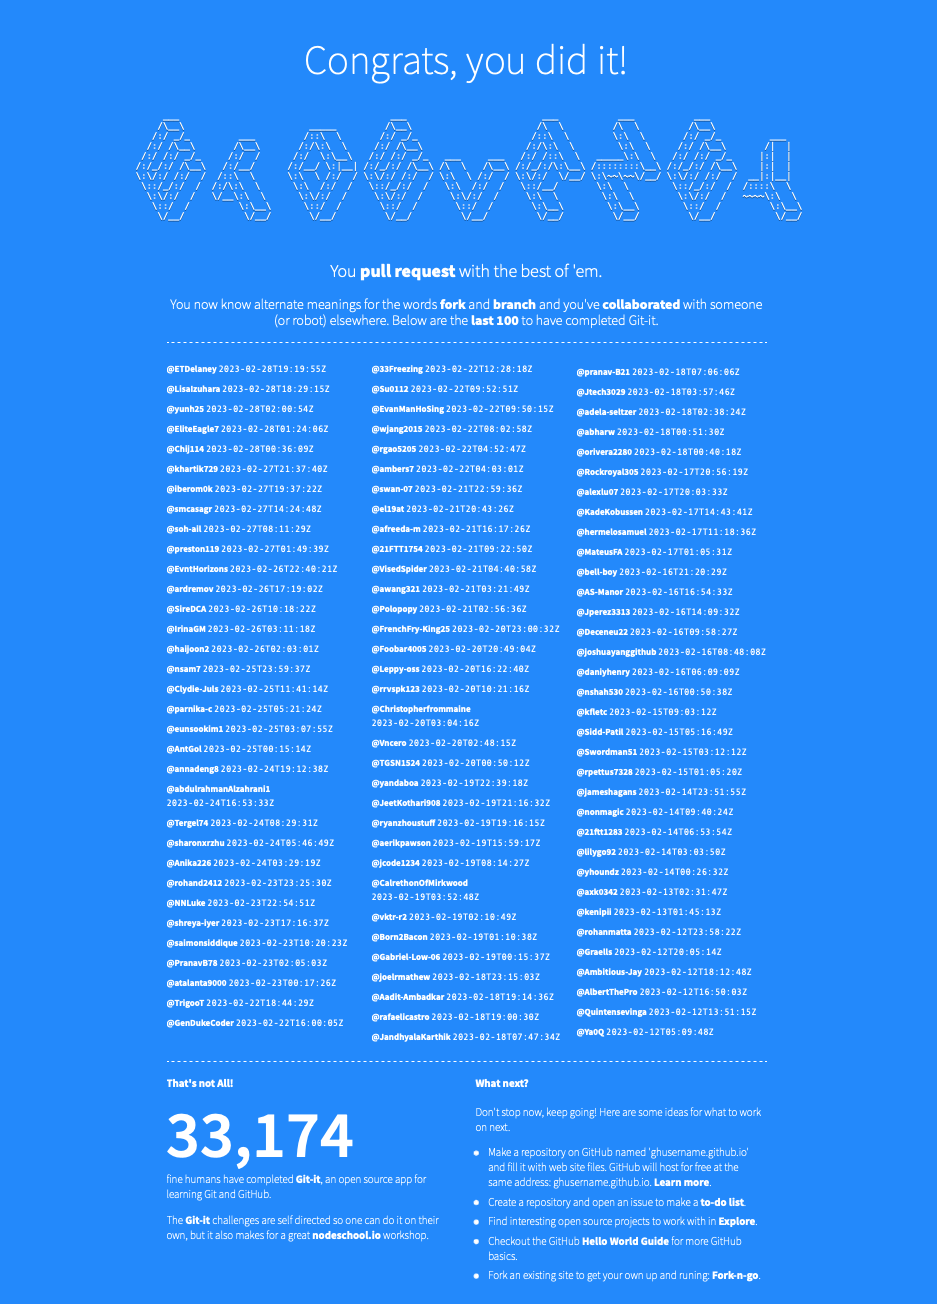 Congrats, you did it!
You pull request with the best of 'em.
You now know alternate meanings for the words fork and branch and you've collaborated with someone
(or robot) elsewhere. Below are the last 100 to have completed Git-it.
@ETDelaney 2023-02-28T19:19:55Z
@LisaIzuhara 2023-02-28T18:29:15Z
@yunh25 2023-02-28T02:00:54Z
@EliteEagle7 2023-02-28T01:24:06Z
@Chij114 2023-02-28T00:36:09Z
@khartik729 2023-02-27T21:37:40Z
@iberom0k 2023-02-27T19:37:22Z
@smcasagr 2023-02-27T14:24:48Z
@soh-ail 2023-02-27T08:11:29Z
@preston119 2023-02-27T01:49:39Z
@EvntHorizons 2023-02-26T22:40:21Z
@ardremov 2023-02-26T17:19:02Z
@SireDCA 2023-02-26T10:18:22Z
@IrinaGM 2023-02-26T03:11:18Z
@haijoon2 2023-02-26T02:03:01Z
@nsam7 2023-02-25T23:59:37Z
@Clydie-Juls 2023-02-25T11:41:14Z
@parnika-c 2023-02-25T05:21:24Z
@eunsookim1 2023-02-25T03:07:55Z
@AntGol 2023-02-25T00:15:14Z
@annadeng8 2023-02-24T19:12:38Z
@abdulrahmanAlzahrani1
2023-02-24T16:53:33Z
@Tergel74 2023-02-24T08:29:31Z
@sharonxrzhu 2023-02-24T05:46:49Z
@Anika226 2023-02-24T03:29:19Z
@rohand2412 2023-02-23T23:25:30Z
@NNLuke 2023-02-23T22:54:51Z
@shreya-iyer 2023-02-23T17:16:37Z
@saimonsiddique 2023-02-23T10:20:23Z
@PranavB78 2023-02-23T02:05:03Z
@atalanta9000 2023-02-23T00:17:26Z
@TrigooT 2023-02-22T18:44:29Z
@GenDukeCoder 2023-02-22T16:00:05Z
@33Freezing 2023-02-22T12:28:18Z
@Su0112 2023-02-22T09:52:51Z
@EvanManHoSing 2023-02-22T09:50:15Z
@wjang2015 2023-02-22T08:02:58Z
@rgao5205 2023-02-22T04:52:47Z
@ambers7 2023-02-22T04:03:01Z
@swan-07 2023-02-21T22:59:36Z
@el19at 2023-02-21T20:43:26Z
@afreeda-m 2023-02-21T16:17:26Z
@21FTT1754 2023-02-21T09:22:50Z
@VisedSpider 2023-02-21T04:40:58Z
@awang321 2023-02-21T03:21:49Z
@Polopopy 2023-02-21T02:56:36Z
@FrenchFry-King25 2023-02-20T23:00:32Z
@Foobar4005 2023-02-20T20:49:04Z
@Leppy-oss 2023-02-20T16:22:40Z
@rrvspk123 2023-02-20T10:21:16Z
@Christopherfrommaine
2023-02-20T03:04:16Z
@Vncero 2023-02-20T02:48:15Z
@TGSN1524 2023-02-20T00:50:12Z
@yandaboa 2023-02-19T22:39:18Z
@JeetKothari908 2023-02-19T21:16:32Z
@ryanzhoustuff 2023-02-19T19:16:15Z
@aerikpawson 2023-02-19T15:59:17Z
@jcode1234 2023-02-19T08:14:27Z
@CalrethonOfMirkwood
2023-02-19T03:52:48Z
@vktr-r2 2023-02-19T02:10:49Z
@Born2Bacon 2023-02-19T01:10:38Z
@Gabriel-Low-06 2023-02-19T00:15:37Z
@joelrmathew 2023-02-18T23:15:03Z
@Aadit-Ambadkar 2023-02-18T19:14:36Z
@rafaelicastro 2023-02-18T19:00:30Z
@JandhyalaKarthik 2023-02-18T07:47:34Z
@pranav-B21 2023-02-18T07:06:06Z
@Jtech3029 2023-02-18T03:57:46Z
@adela-seltzer 2023-02-18T02:38:24Z
@abharw 2023-02-18T00:51:30Z
@orivera2280 2023-02-18T00:40:18Z
@Rockroyal305 2023-02-17T20:56:19Z
@alexlu07 2023-02-17T20:03:33Z
@KadeKobussen 2023-02-17T14:43:41Z
@hermelosamuel 2023-02-17T11:18:36Z
@MateusFA 2023-02-17T01:05:31Z
@bell-boy 2023-02-16T21:20:29Z
@AS-Manor 2023-02-16T16:54:33Z
@Jperez3313 2023-02-16T14:09:32Z
@Deceneu22 2023-02-16T09:58:27Z
@joshuayanggithub 2023-02-16T08:48:08Z
@daniyhenry 2023-02-16T06:09:09Z
@nshah530 2023-02-16T00:50:38Z
@kfletc 2023-02-15T09:03:12Z
@Sidd-Patil 2023-02-15T05:16:49Z
@Swordman51 2023-02-15T03:12:12Z
@rpettus7328 2023-02-15T01:05:20Z
@jameshagans 2023-02-14T23:51:55Z
@nonmagic 2023-02-14T09:40:24Z
@21ftt1283 2023-02-14T06:53:54Z
@lilygo92 2023-02-14T03:03:50Z
@yhoundz 2023-02-14T00:26:32Z
@axk0342 2023-02-13T02:31:47Z
@kenipii 2023-02-13T01:45:13Z
@rohanmatta 2023-02-12T23:58:22Z
@Graells 2023-02-12T20:05:14Z
@Ambitious-Jay 2023-02-12T18:12:48Z
@AlbertThePro 2023-02-12T16:50:03Z
@Quintensevinga 2023-02-12T13:51:15Z
@Ya0Q 2023-02-12T05:09:48Z
That's not All!
33,174
fine humans have completed Git-it, an open source app for
learning Git and GitHub.
The Git-it challenges are self directed so one can do it on their
own, but it also makes for a great nodeschool.io workshop.
What next?
Don't stop now, keep going! Here are some ideas for what to work
on next.
Make a repository on GitHub named 'ghusername.github.io'
and fill it with web site files. GitHub will host for free at the
same address: ghusername.github.io. Learn more.
Create a repository and open an issue to make a to-do list.
Find interesting open source projects to work with in Explore.
Checkout the GitHub Hello World Guide for more GitHub
basics.
Fork an existing site to get your own up and runing: Fork-n-go.